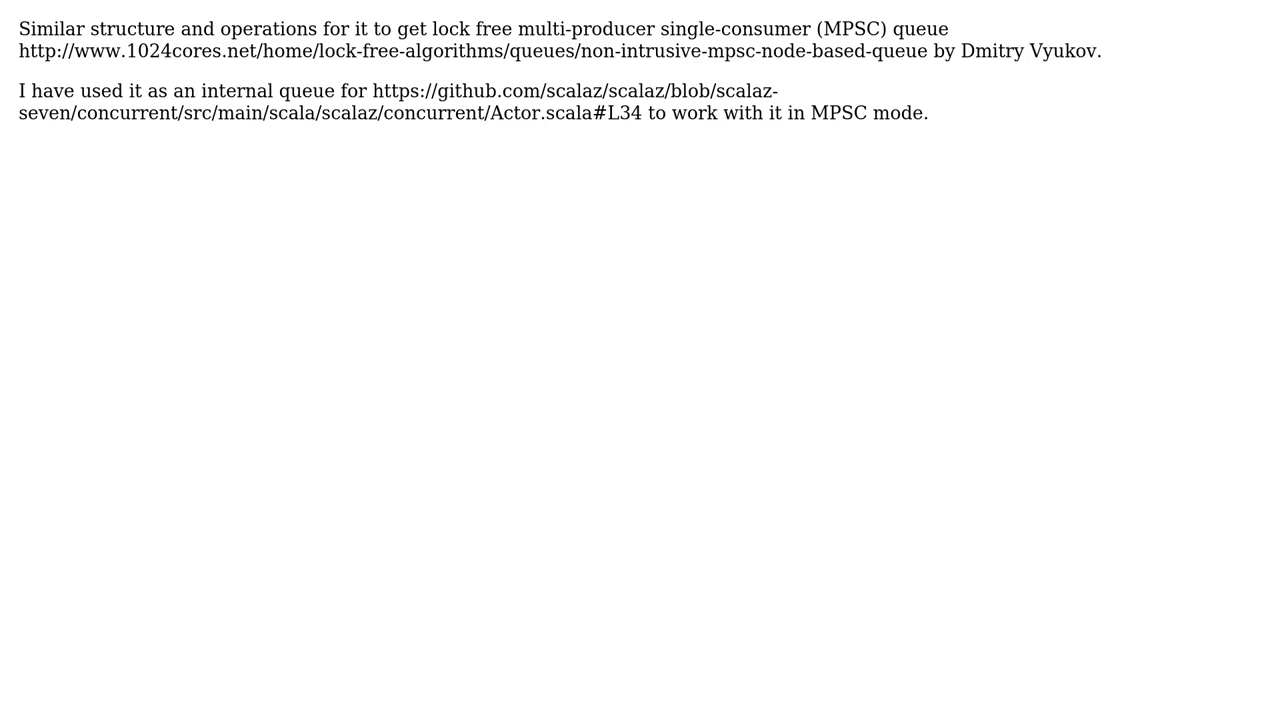 Similar structure and operations for it to get lock free multi-producer single-consumer (MPSC) queue
http://www.1024cores.net/home/lock-free-algorithms/queues/non-intrusive-mpsc-node-based-queue by Dmitry Vyukov.
I have used it as an internal queue for https://github.com/scalaz/scalaz/blob/scalaz-
seven/concurrent/src/main/scala/scalaz/concurrent/Actor.scala#L34 to work with it in MPSC mode.